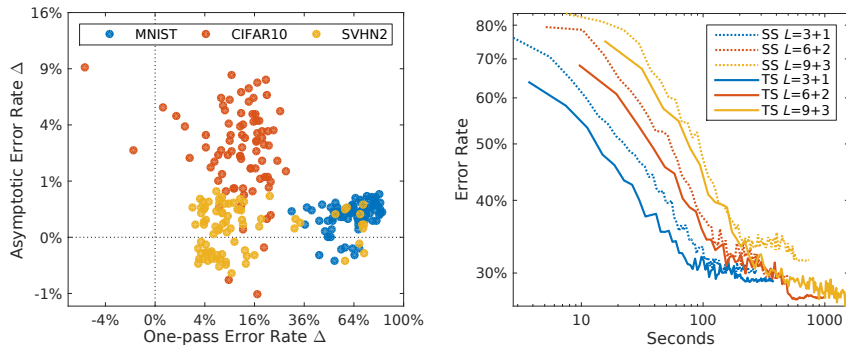 16%
9%
4%
1%
0%
-1%
Asymptotic Error Rate Δ
MNIST CIFAR10 SVHN2
-4% 0% 4% 16% 36% 64% 100%
One-pass Error Rate Δ
80%
70%
60%
50%
40%
30%
Error Rate
SS L=3+1
SS L=6+2
SS L=9+3
TS L=3+1
TS L=6+2
TS L=9+3
10 100 1000
Seconds